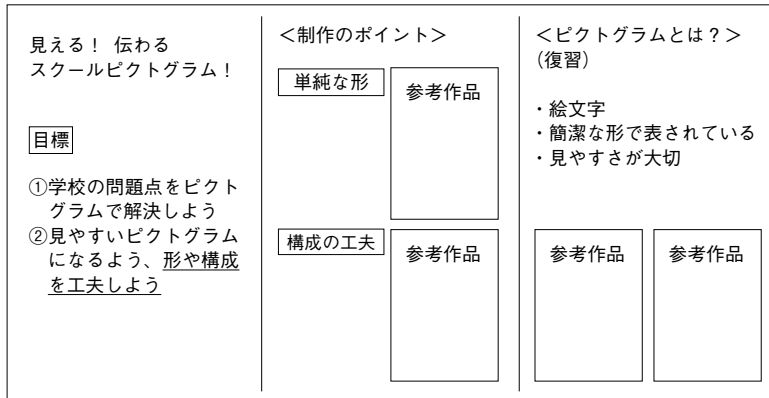 見える！ 伝わる
スクールピクトグラム！
目標
①学校の問題点をピクト
グラムで解決しよう
②見やすいピクトグラム
になるよう、形や構成
を工夫しよう
＜制作のポイント＞
単純な形
参考作品
構成の工夫
参考作品
＜ピクトグラムとは？＞
(復習)
・絵文字
・簡潔な形で表されている
・見やすさが大切
参考作品
参考作品